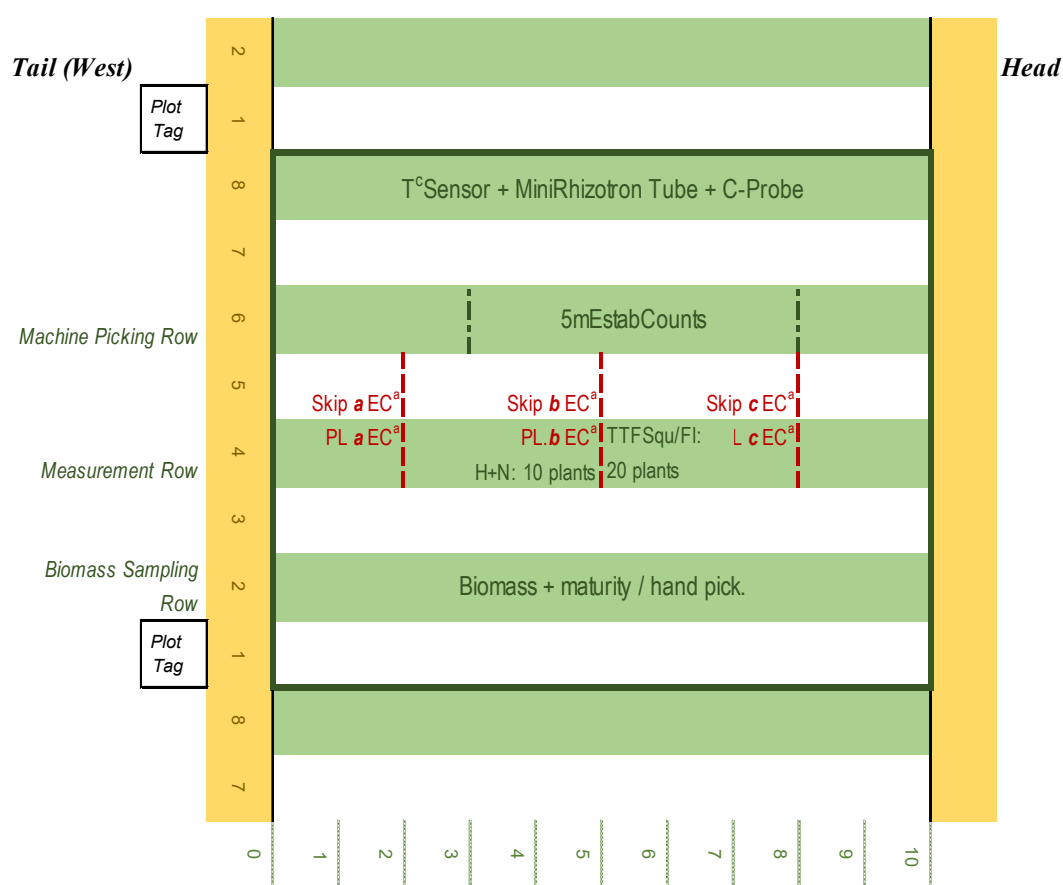 2
Tail (West)
Head
Plot
Tag
1
8
TᶜSensor + MiniRhizotron Tube + C-Probe
7
6
5mEstabCounts
Machine Picking Row
5
Skip a ECᵃ
Skip b ECᵃ
Skip c ECᵃ
4
PL a ECᵃ
PL.b ECᵃ
TTFSqu/Fl:
L c ECᵃ
Measurement Row
H+N: 10 plants
20 plants
3
Biomass Sampling
Row
2
Biomass + maturity / hand pick.
Plot
Tag
1
8
7
0 1 2 3 4 5 6 7 8 9 10